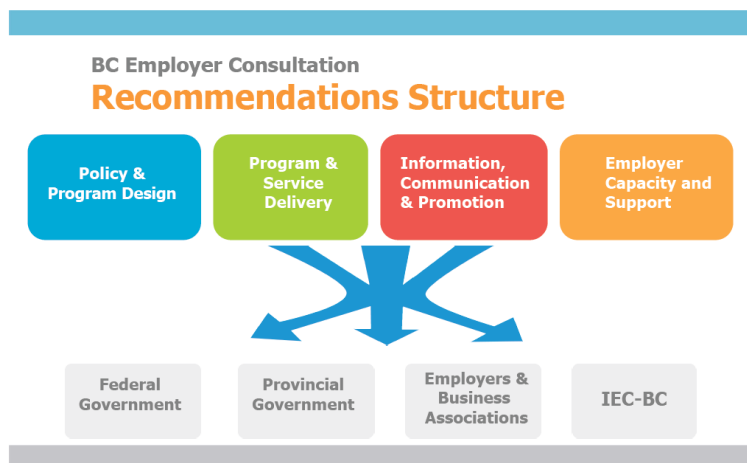 BC Employer Consultation
Recommendations Structure
Policy &
Program Design
Program &
Service
Delivery
Information,
Communication
& Promotion
Employer
Capacity and
Support
Federal
Government
Provincial
Government
Employers &
Business
Associations
IEC-BC